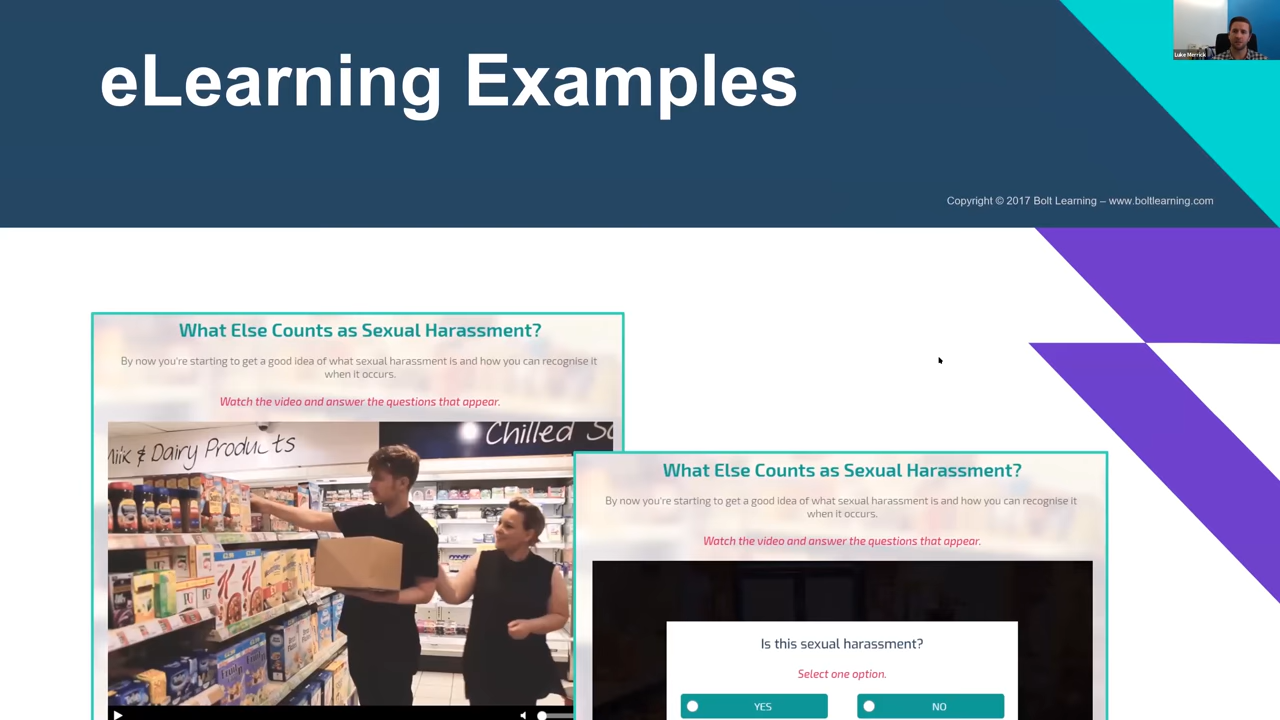 eLearning Examples
Luke Merrick
Copyright © 2017 Bolt Learning – www.boltlearning.com
What Else Counts as Sexual Harassment?
By now you're starting to get a good idea of what sexual harassment is and how you can recognise it
when it occurs.
Watch the video and answer the questions that appear.
Milk & Dairy Products
Chilled
What Else Counts as Sexual Harassment?
By now you're starting to get a good idea of what sexual harassment is and how you can recognise it
when it occurs.
Watch the video and answer the questions that appear.
Is this sexual harassment?
Select one option.
YES
NO